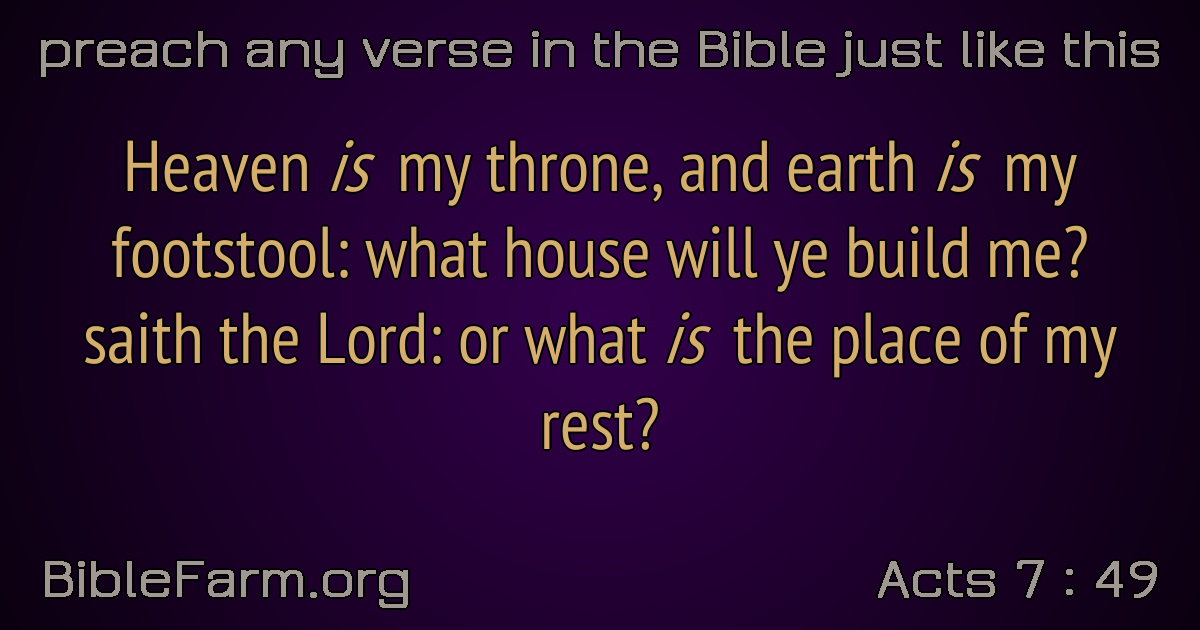 preach any verse in the Bible just like this
Heaven is my throne, and earth is my
footstool: what house will ye build me?
saith the Lord: or what is the place of my
rest?
BibleFarm.org
Acts 7 : 49